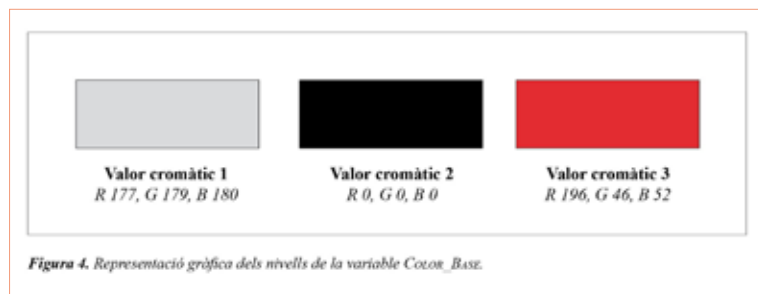 Valor cromàtic 1 Valor cromàtic 2 Valor cromàtic 3
R 177, G 179, B 180 R 0, G 0, B 0 R 196, G 46, B 52
Figura 4. Representació gràfica dels nivells de la variable COLOR_BASE.